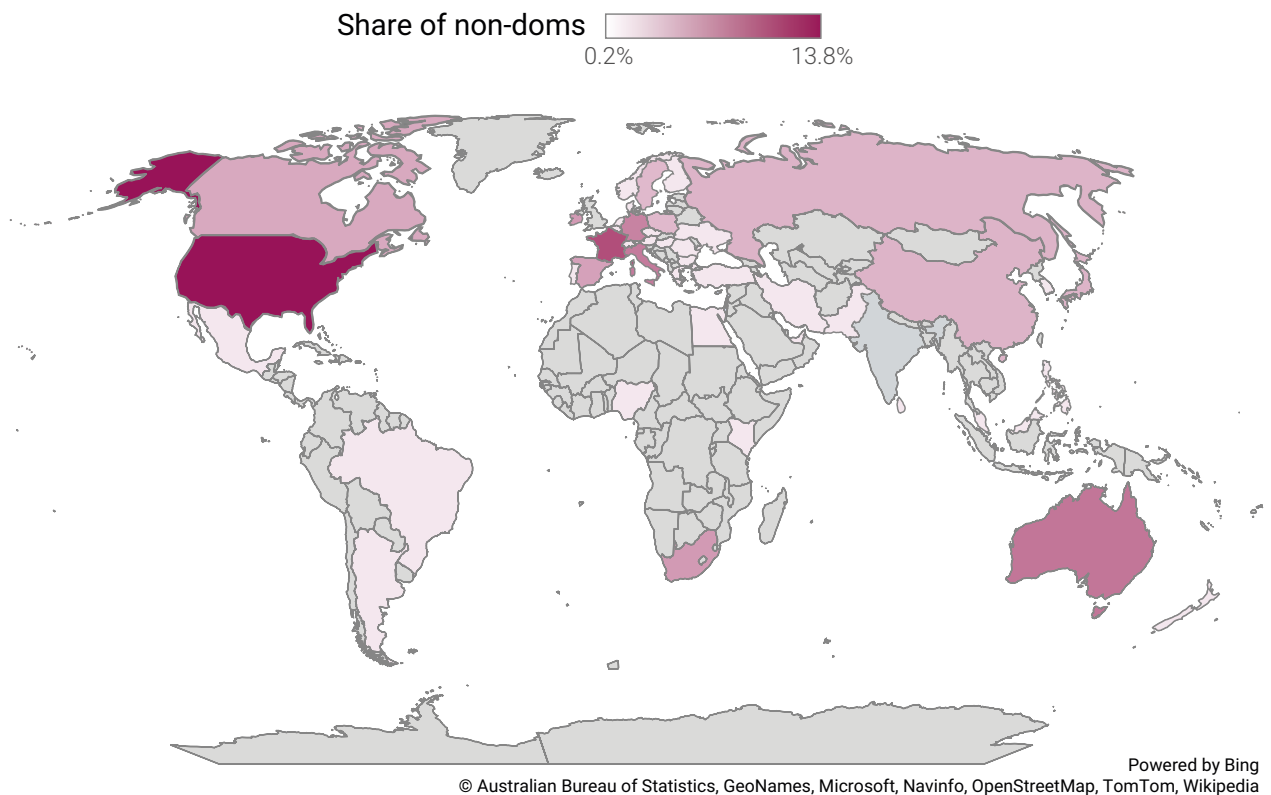 Share of non-doms
0.2% 13.8%
Powered by Bing
© Australian Bureau of Statistics, GeoNames, Microsoft, Navinfo, OpenStreetMap, TomTom, Wikipedia